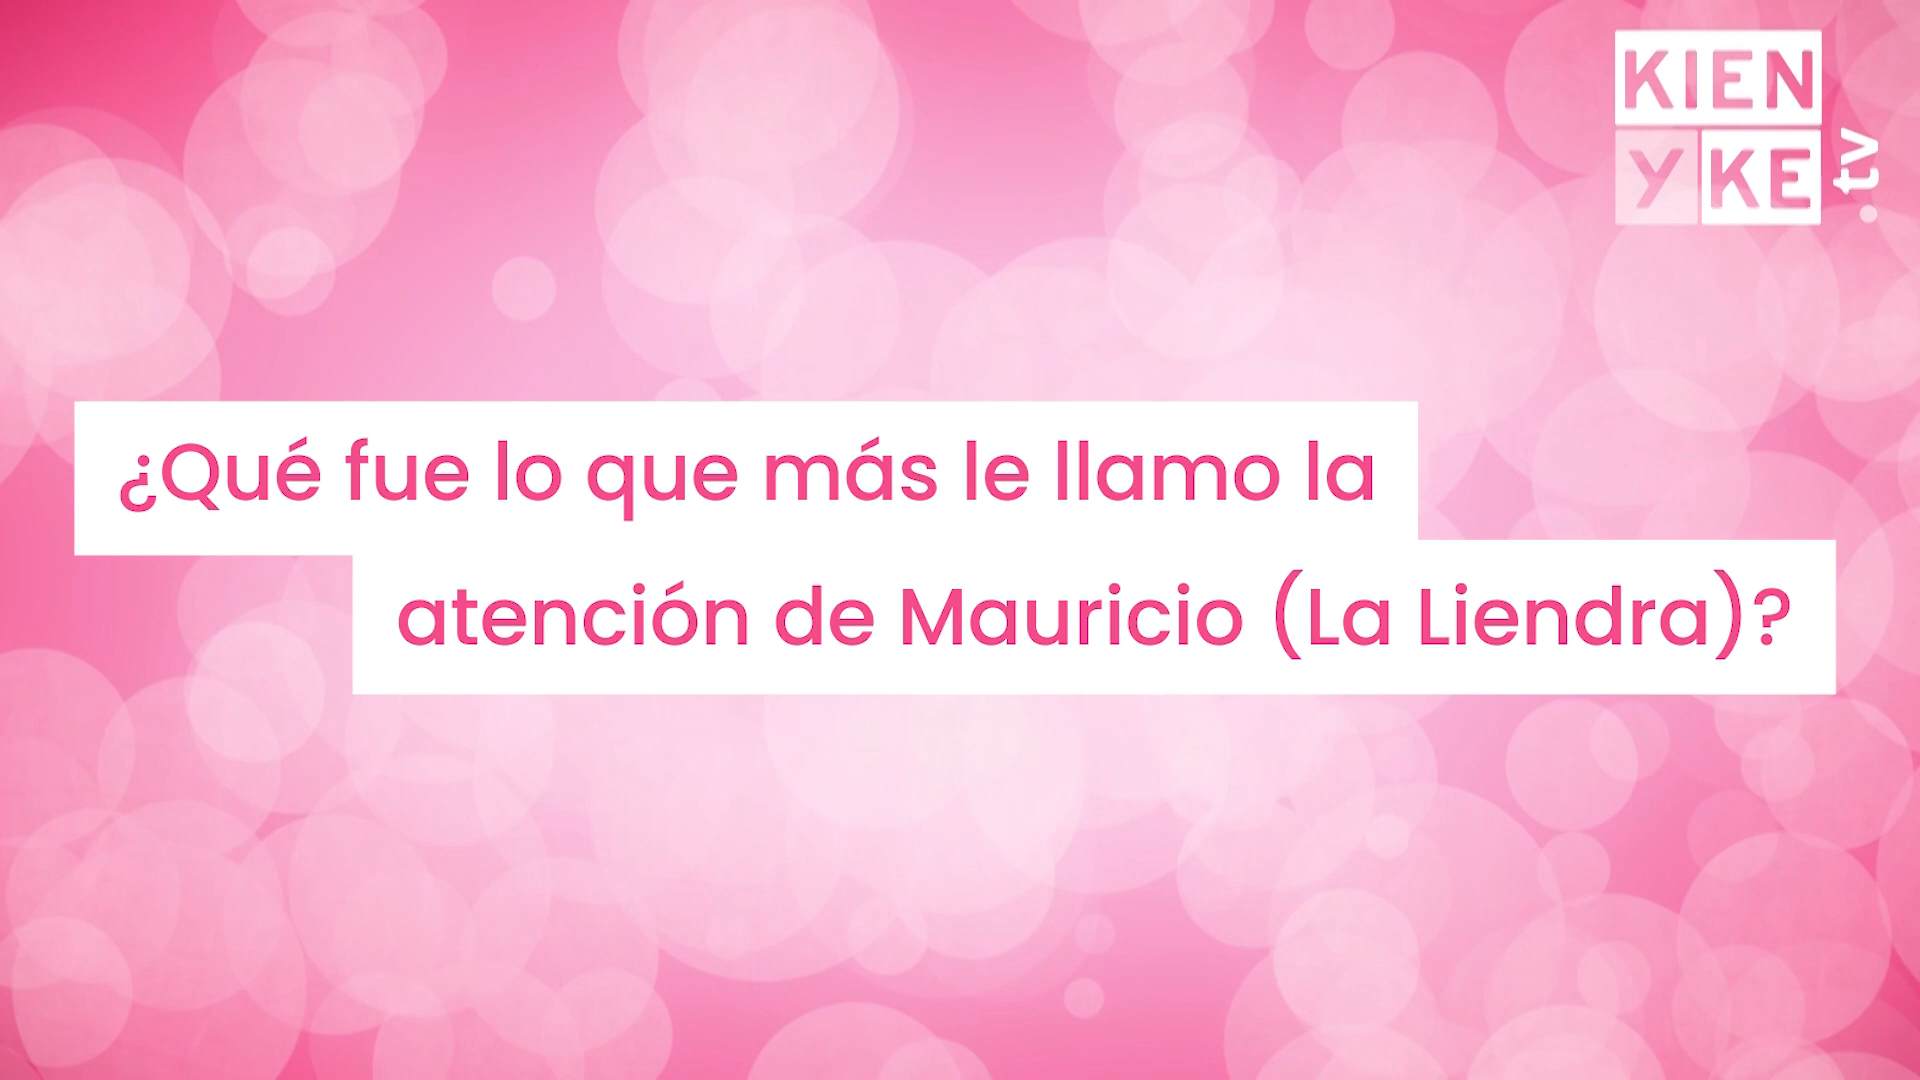 KIEN
YKE
.tv
¿Qué fue lo que más le llamo la
atención de Mauricio (La Liendra)?